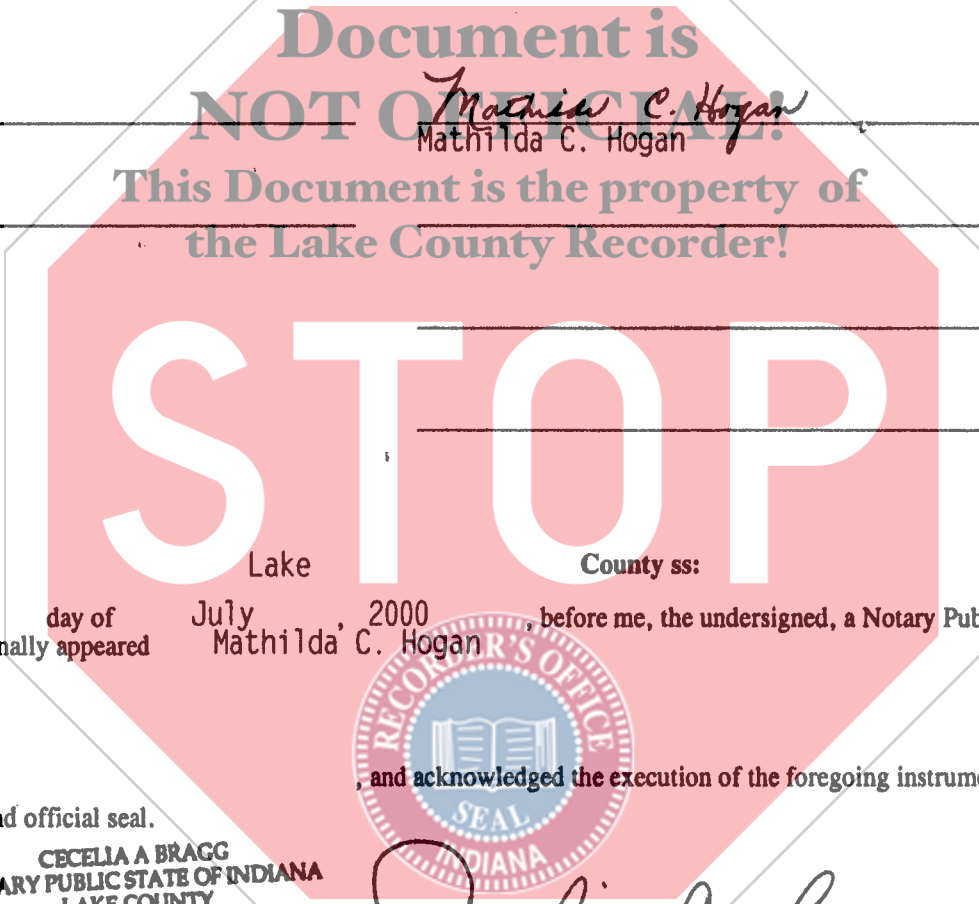 Document is
NOT OFFICIAL!
Mathilda C. Hogan
Mathilda C. Hogan
This Document is the property of
the Lake County Recorder!
STOP
Lake County ss:
day of July , 2000 , before me, the undersigned, a Notary Pub
nally appeared Mathilda C. Hogan
RECORDER'S OFFICE
, and acknowledged the execution of the foregoing instrume
SEAL
INDIANA
d official seal.
CECELIA A BRAGG
ARY PUBLIC STATE OF INDIANA
LAKE COUNTY